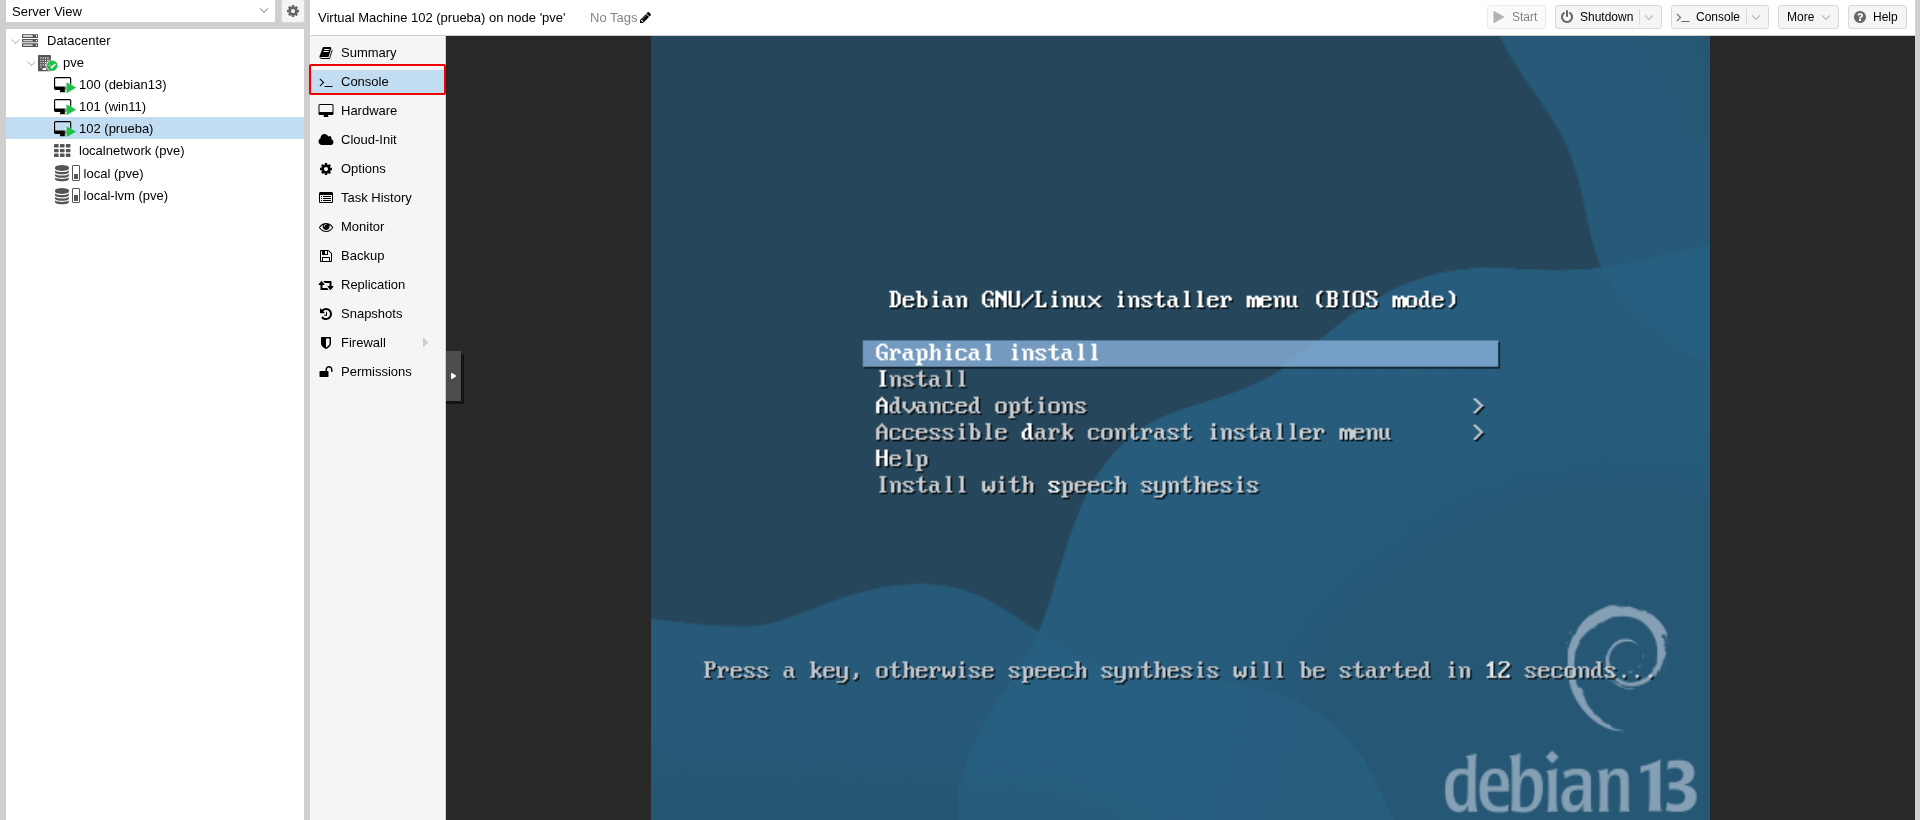 Server View
Virtual Machine 102 (prueba) on node 'pve'
No Tags
Start
Shutdown
Console
More
Help
Datacenter
pve
100 (debian13)
101 (win11)
102 (prueba)
localnetwork (pve)
local (pve)
local-lvm (pve)
Summary
Console
Hardware
Cloud-Init
Options
Task History
Monitor
Backup
Replication
Snapshots
Firewall
Permissions
Debian GNU/Linux installer menu (BIOS mode)
Graphical install
Install
Advanced options >
Accessible dark contrast installer menu >
Help
Install with speech synthesis
Press a key, otherwise speech synthesis will be started in 12 seconds...
debian 13